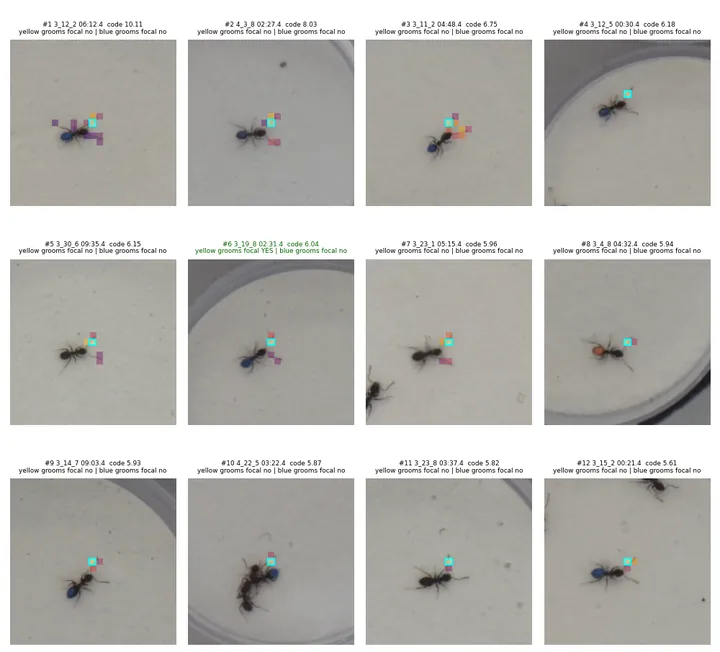 #1 3_12_2 06:12.4 code 10.11
yellow grooms focal no | blue grooms focal no
#2 4_3_8 02:27.4 code 8.03
yellow grooms focal no | blue grooms focal no
#3 3_11_2 04:48.4 code 6.75
yellow grooms focal no | blue grooms focal no
#4 3_12_5 00:30.4 code 6.18
yellow grooms focal no | blue grooms focal no
#5 3_30_6 09:35.4 code 6.15
yellow grooms focal no | blue grooms focal no
#6 3_19_8 02:31.4 code 6.04
yellow grooms focal YES | blue grooms focal no
#7 3_23_1 05:15.4 code 5.96
yellow grooms focal no | blue grooms focal no
#8 3_4_8 04:32.4 code 5.94
yellow grooms focal no | blue grooms focal no
#9 3_14_7 09:03.4 code 5.93
yellow grooms focal no | blue grooms focal no
#10 4_22_5 03:22.4 code 5.87
yellow grooms focal no | blue grooms focal no
#11 3_23_8 03:37.4 code 5.82
yellow grooms focal no | blue grooms focal no
#12 3_15_2 00:21.4 code 5.61
yellow grooms focal no | blue grooms focal no